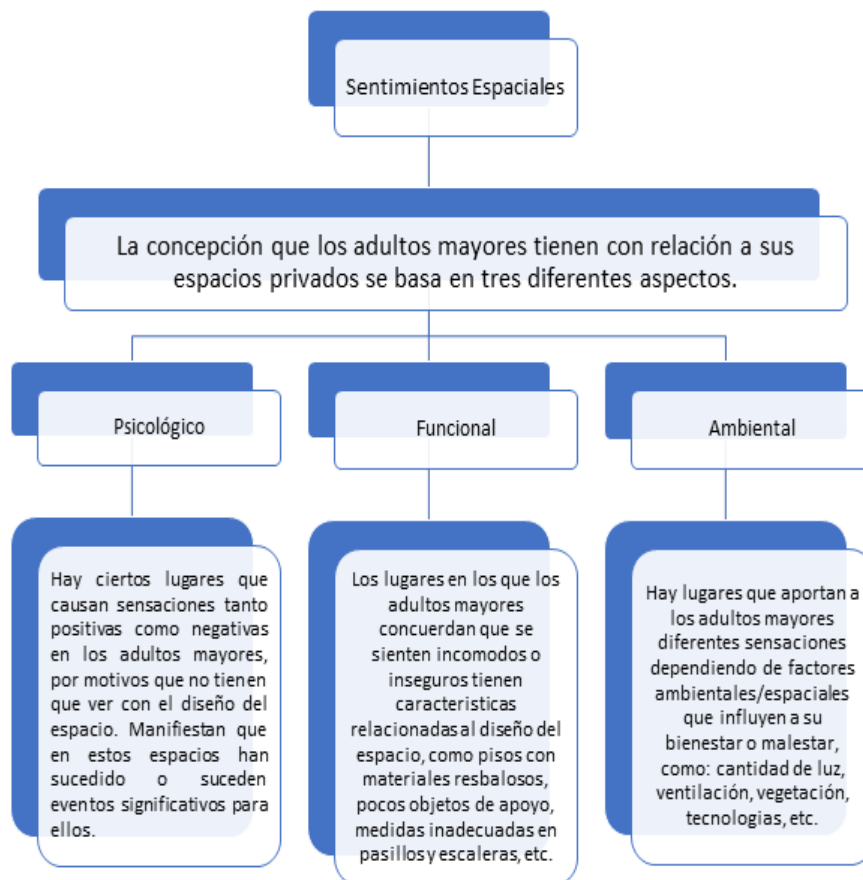 Sentimientos Espaciales
La concepción que los adultos mayores tienen con relación a sus
espacios privados se basa en tres diferentes aspectos.
Psicológico
Funcional
Ambiental
Hay ciertos lugares que
causan sensaciones tanto
positivas como negativas
en los adultos mayores,
por motivos que no tienen
que ver con el diseño del
espacio. Manifiestan que
en estos espacios han
sucedido o suceden
eventos significativos para
ellos.
Los lugares en los que los
adultos mayores
concuerdan que se
sienten incomodos o
inseguros tienen
caracteristicas
relacionadas al diseño del
espacio, como pisos con
materiales resbalosos,
pocos objetos de apoyo,
medidas inadecuadas en
pasillos y escaleras, etc.
Hay lugares que aportan a
los adultos mayores
diferentes sensaciones
dependiendo de factores
ambientales/espaciales
que influyen a su
bienestar o malestar,
como: cantidad de luz,
ventilación, vegetación,
tecnologias, etc.